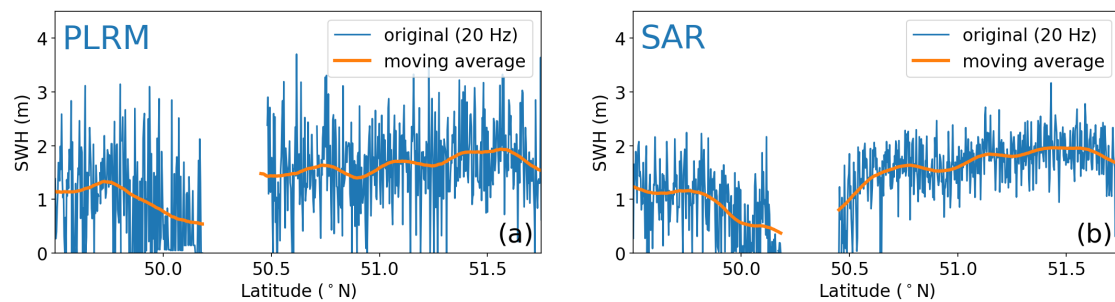 PLRM
original (20 Hz)
moving average
SWH (m)
4
3
2
1
0
50.0
50.5
51.0
51.5
Latitude (°N)
(a)
SAR
original (20 Hz)
moving average
SWH (m)
4
3
2
1
0
50.0
50.5
51.0
51.5
Latitude (°N)
(b)